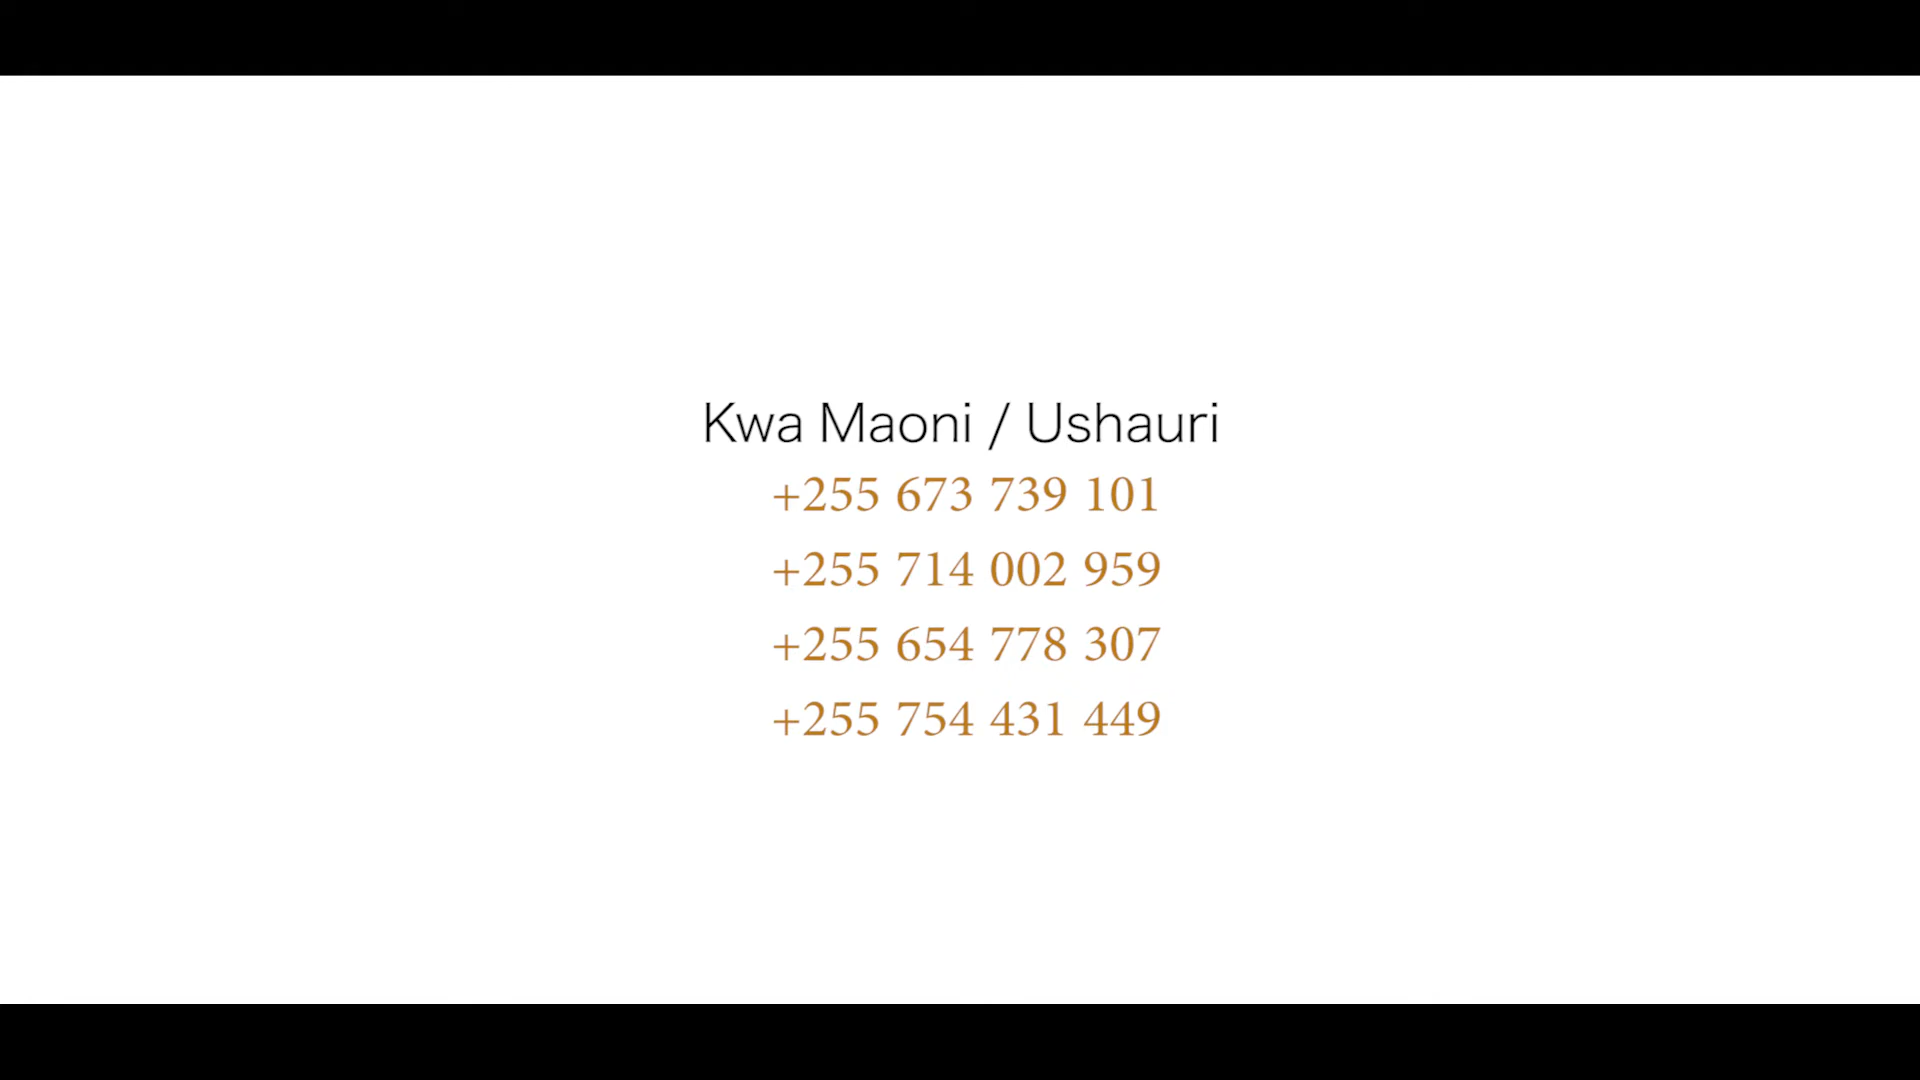 Kwa Maoni / Ushauri
+255 673 739 101
+255 714 002 959
+255 654 778 307
+255 754 431 449